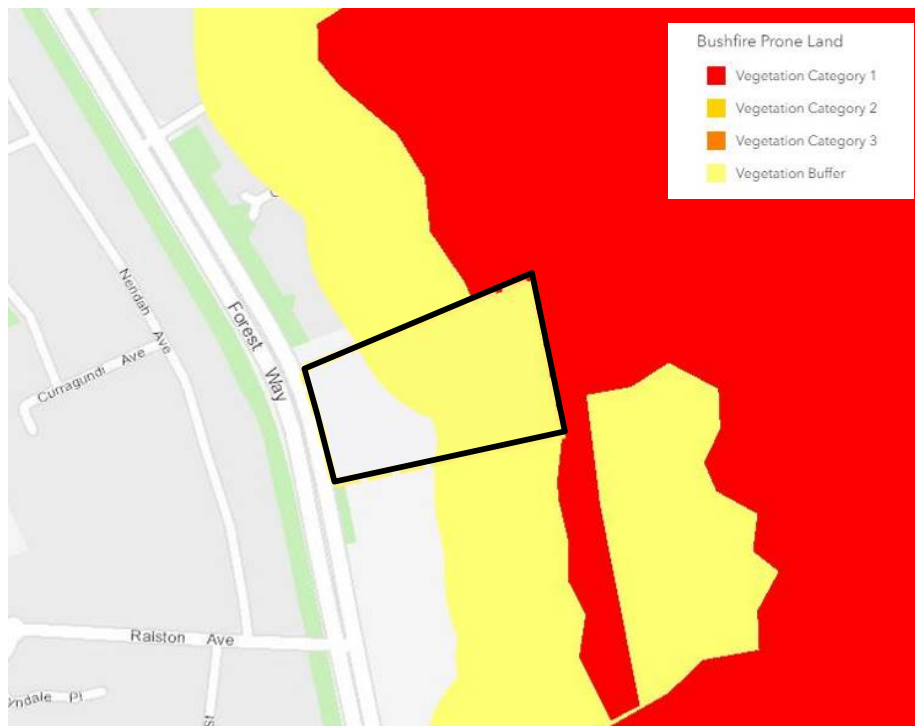 Bushfire Prone Land
Vegetation Category 1
Vegetation Category 2
Vegetation Category 3
Vegetation Buffer
Nendah Ave
Forest Way
Curragundi Ave
Ralston Ave